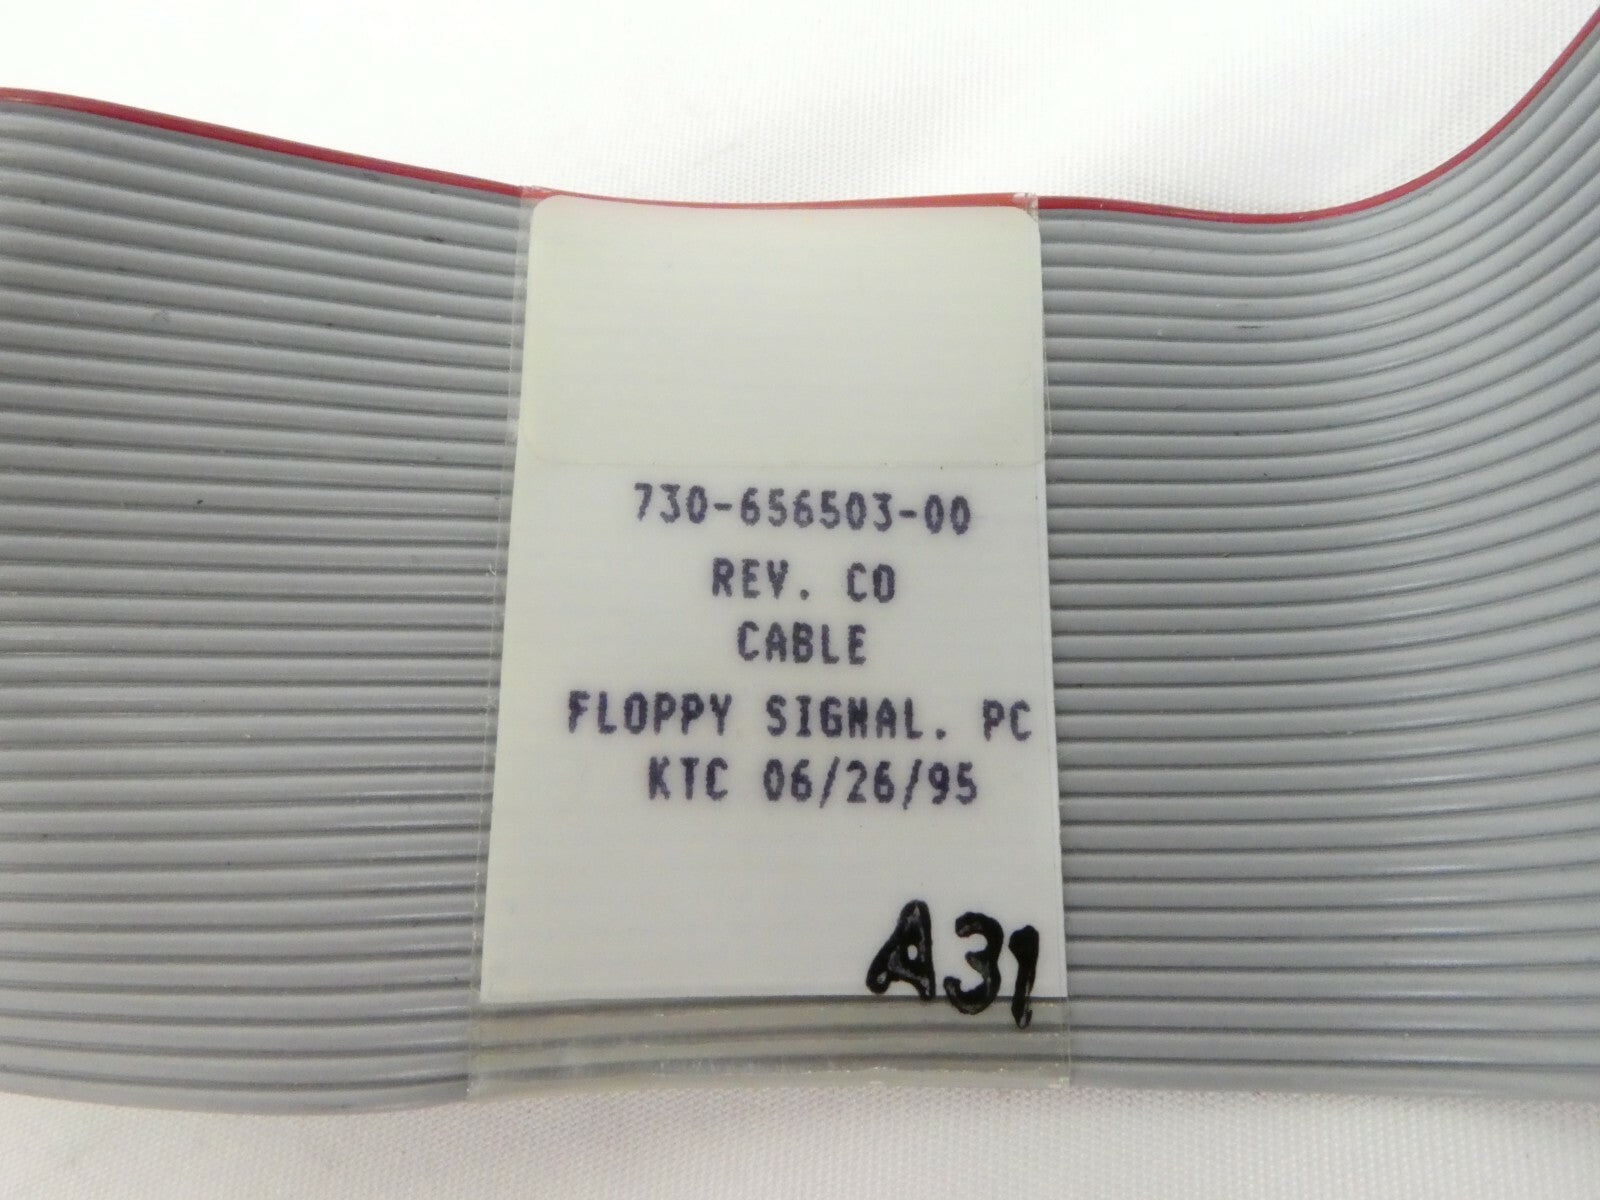 730-656503-00
REV. C0
CABLE
FLOPPY SIGNAL. PC
KTC 06/26/95
A31